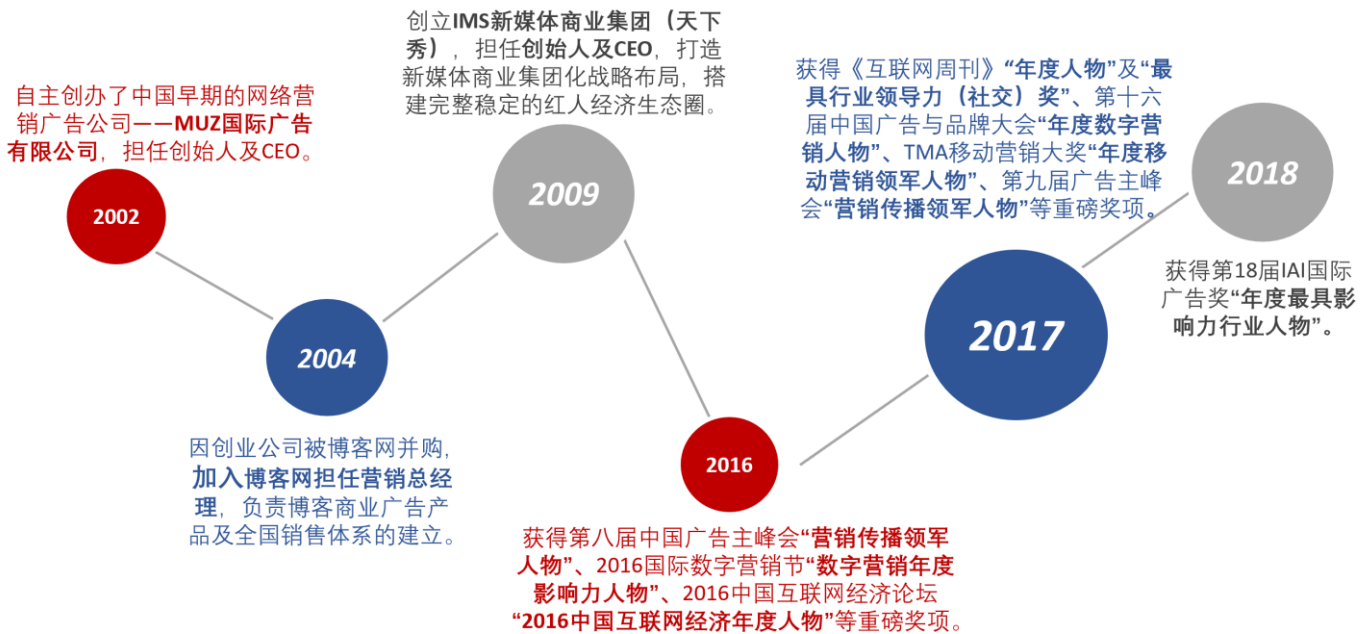 自主创办了中国早期的网络营
销广告公司——MUZ国际广告
有限公司，担任创始人及CEO。
2002
2004
因创业公司被博客网并购，
加入博客网担任营销总经
理，负责博客商业广告产
品及全国销售体系的建立。
创立IMS新媒体商业集团（天下
秀），担任创始人及CEO，打造
新媒体商业集团化战略布局，搭
建完整稳定的红人经济生态圈。
2009
2016
获得第八届中国广告主峰会“营销传播领军
人物”、2016国际数字营销节“数字营销年度
影响力人物”、2016中国互联网经济论坛
“2016中国互联网经济年度人物”等重磅奖项。
获得《互联网周刊》“年度人物”及“最
具行业领导力（社交）奖”、第十六
届中国广告与品牌大会“年度数字营
销人物”、TMA移动营销大奖“年度移
动营销领军人物”、第九届广告主峰
会“营销传播领军人物”等重磅奖项。
2017
2018
获得第18届IAI国际
广告奖“年度最具影
响力行业人物”。